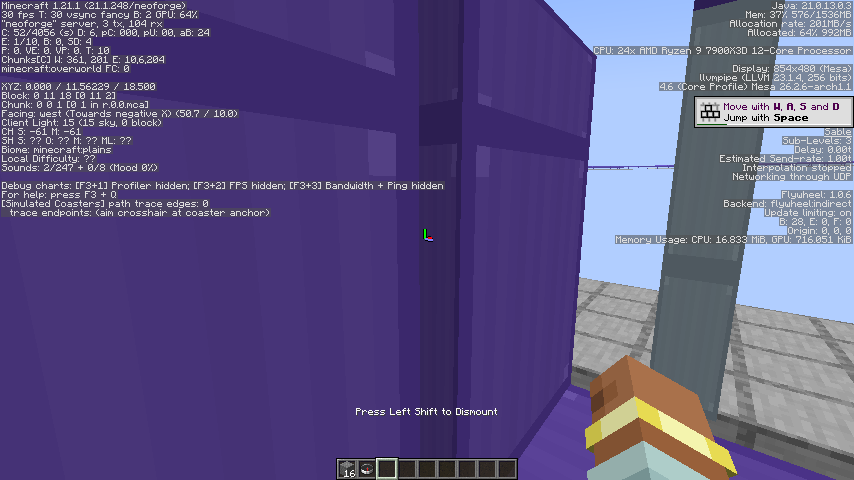 Minecraft 1.21.1 (21.1.248/neoforge)
30 fps T: 30 vsync fancy B: 2 GPU: 64%
"neoforge" server, 3 tx, 104 rx
C: 52/4056 (s) D: 6, pC: 000, pU: 00, aB: 24
E: 1/10, B: 0, SD: 4
P: 0. VE: 0. VP: 0. T: 10
Chunks[C] W: 361, 201 E: 10,6,204
minecraft:overworld FC: 0
XYZ: 0.000 / 11.56229 / 18.500
Block: 0 11 18 [0 11 2]
Chunk: 0 0 1 [0 1 in r.0.0.mca]
Facing: west (Towards negative X) (50.7 / 10.0)
Client Light: 15 (15 sky, 0 block)
CH S: -61 M: -61
SH S: ?? O: ?? M: ?? ML: ??
Biome: minecraft:plains
Local Difficulty: ??
Sounds: 2/247 + 0/8 (Mood 0%)
Debug charts: [F3+1] Profiler hidden; [F3+2] FPS hidden; [F3+3] Bandwidth + Ping hidden
For help: press F3 + Q
[Simulated Coasters] path trace edges: 0
trace endpoints: (aim crosshair at coaster anchor)
Java: 21.0.13.0.3
Mem: 37% 576/1536MB
Allocation rate: 201MB/s
Allocated: 64% 992MB
CPU: 24x AMD Ryzen 9 7900X3D 12-Core Processor
Display: 854x480 (Mesa)
llvmpipe (LLVM 23.1.4, 256 bits)
4.6 (Core Profile) Mesa 26.2.6-arch1.1
Move with W, A, S and D
Jump with Space
Sable
Sub-Levels: 3
Delay: 0.00t
Estimated Send-rate: 1.00t
Interpolation stopped
Networking through UDP
Flywheel: 1.0.6
Backend: flywheel:indirect
Update limiting: on
B: 28, E: 0, F: 0
Origin: 0, 0, 0
Memory Usage: CPU: 16.833 MiB, GPU: 716.051 KiB
Press Left Shift to Dismount
16